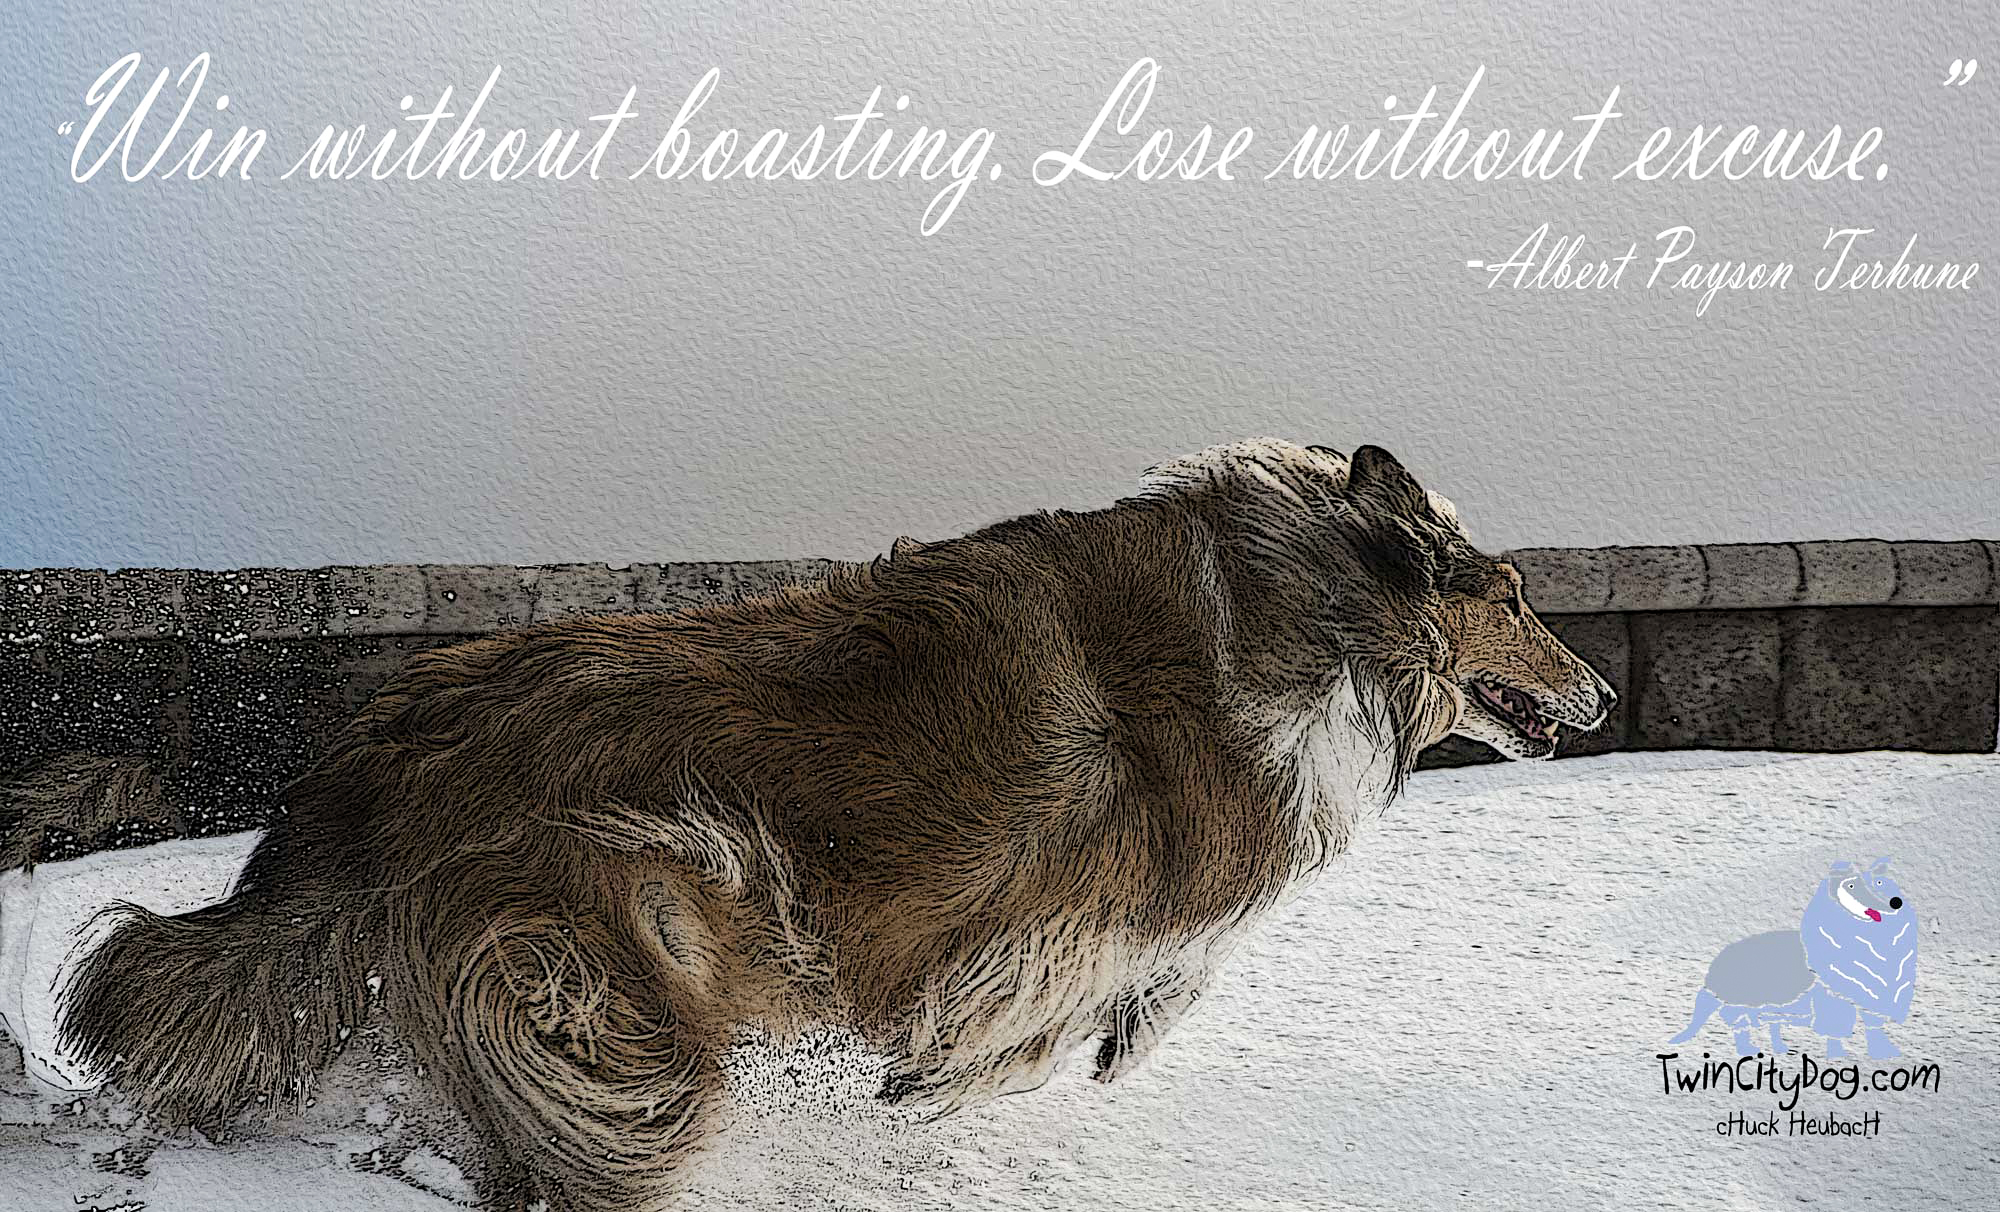 “Win without boasting. Lose without excuse.”
-Albert Payson Terhune
TwinCityDog.com
cHuck HeubacH